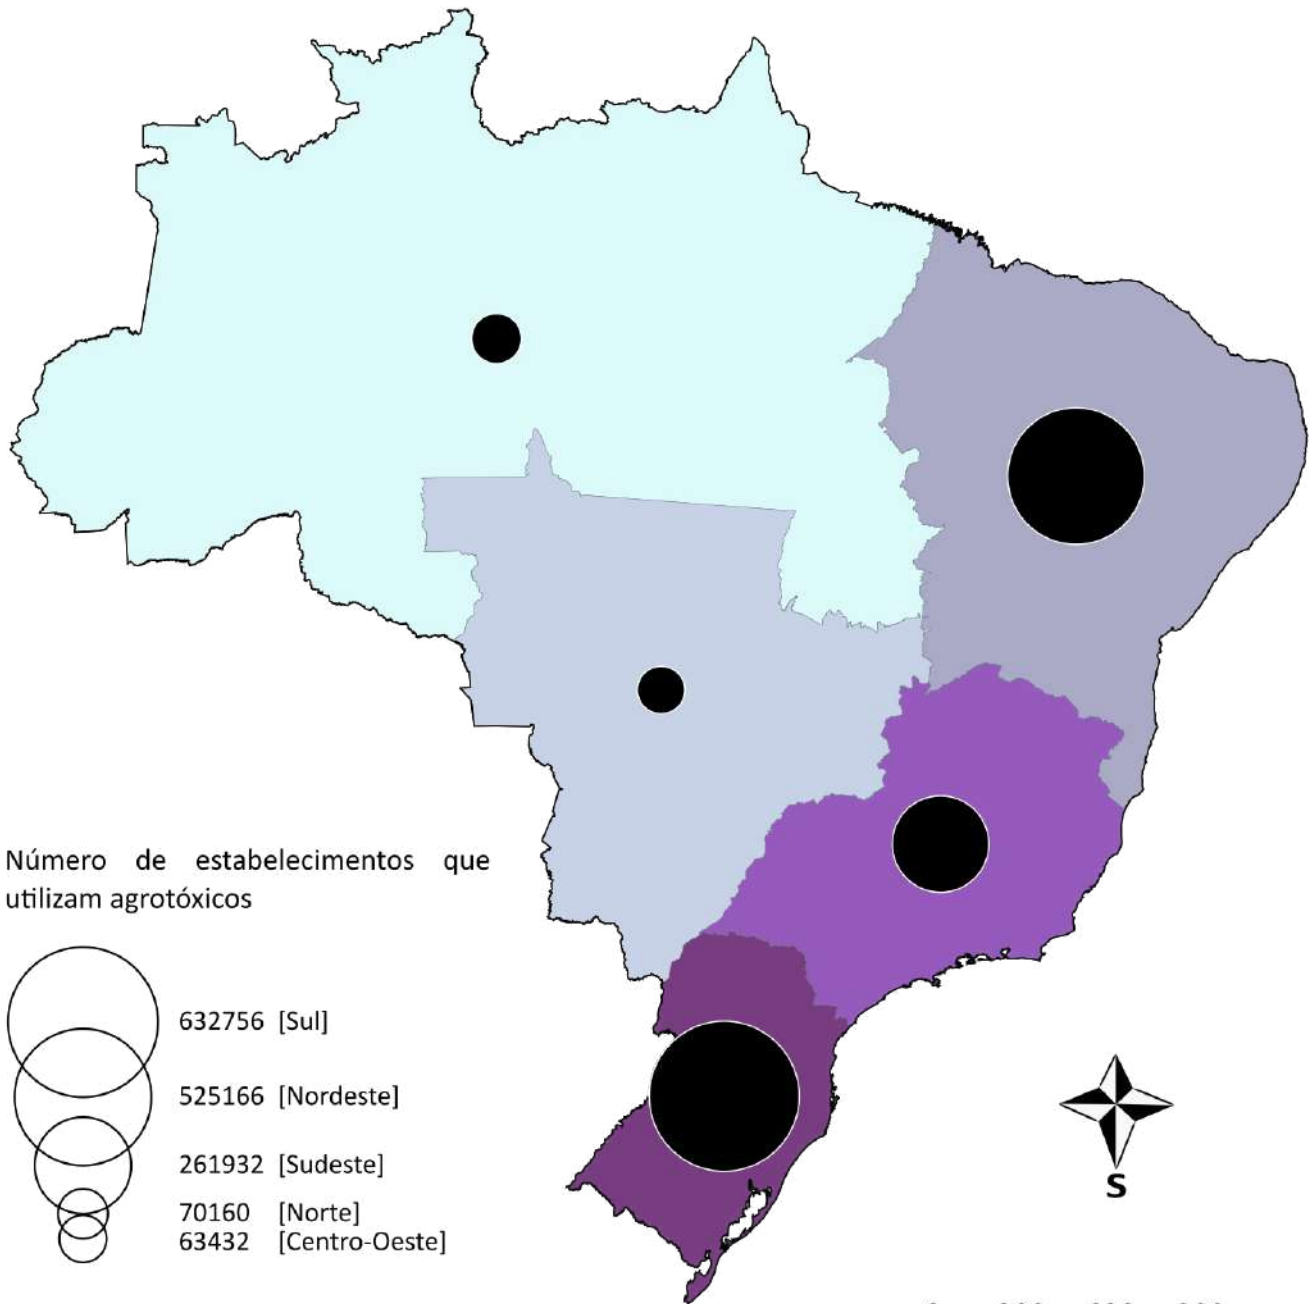 Número de estabelecimentos que
utilizam agrotóxicos
632756 [Sul]
525166 [Nordeste]
261932 [Sudeste]
70160 [Norte]
63432 [Centro-Oeste]
S